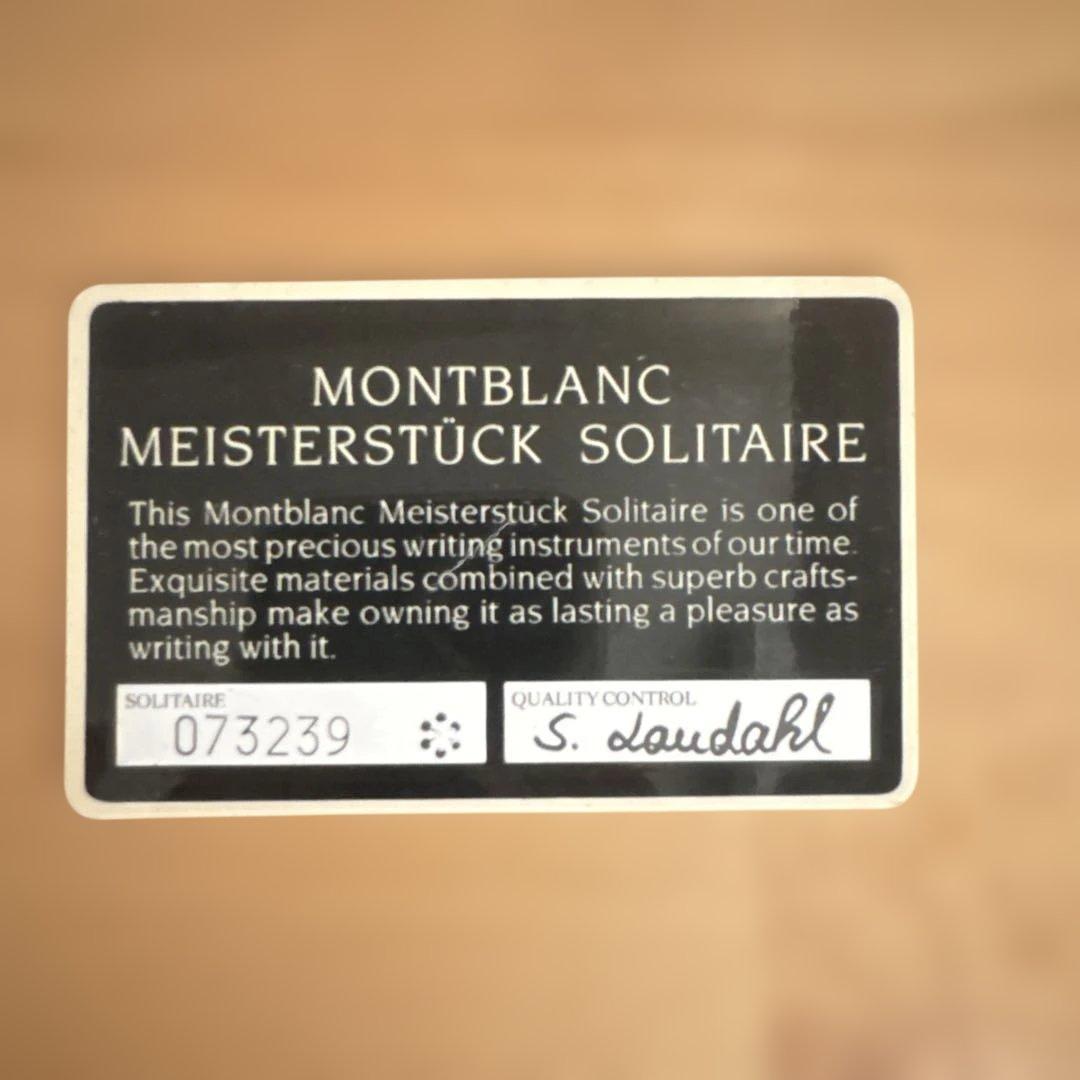 MONTBLANC
MEISTERSTÜCK SOLITAIRE
This Montblanc Meisterstück Solitaire is one of
the most precious writing instruments of our time.
Exquisite materials combined with superb crafts-
manship make owning it as lasting a pleasure as
writing with it.
SOLITAIRE
073239
QUALITY CONTROL
S. Laudahl